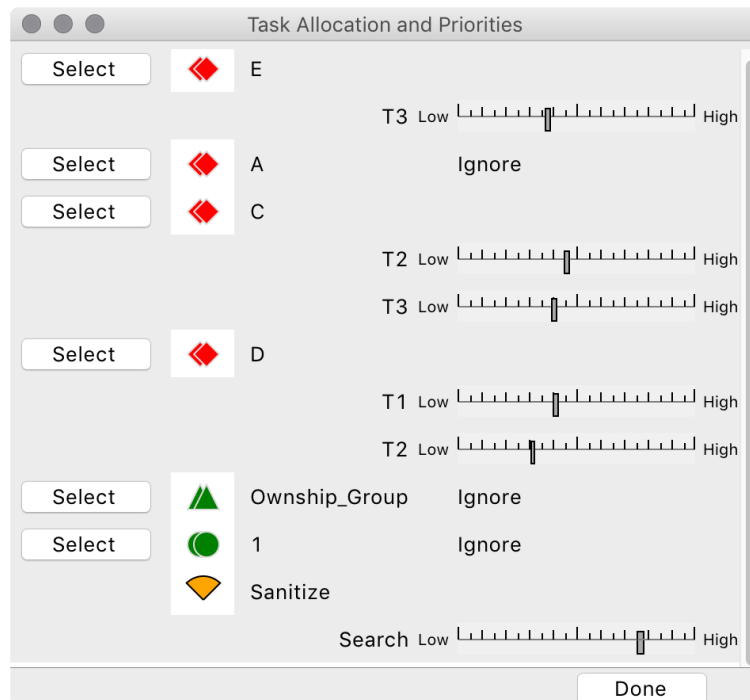 Task Allocation and Priorities
Select E
T3 Low High
Select A Ignore
Select C
T2 Low High
T3 Low High
Select D
T1 Low High
T2 Low High
Select Ownship_Group Ignore
Select 1 Ignore
Sanitize
Search Low High
Done